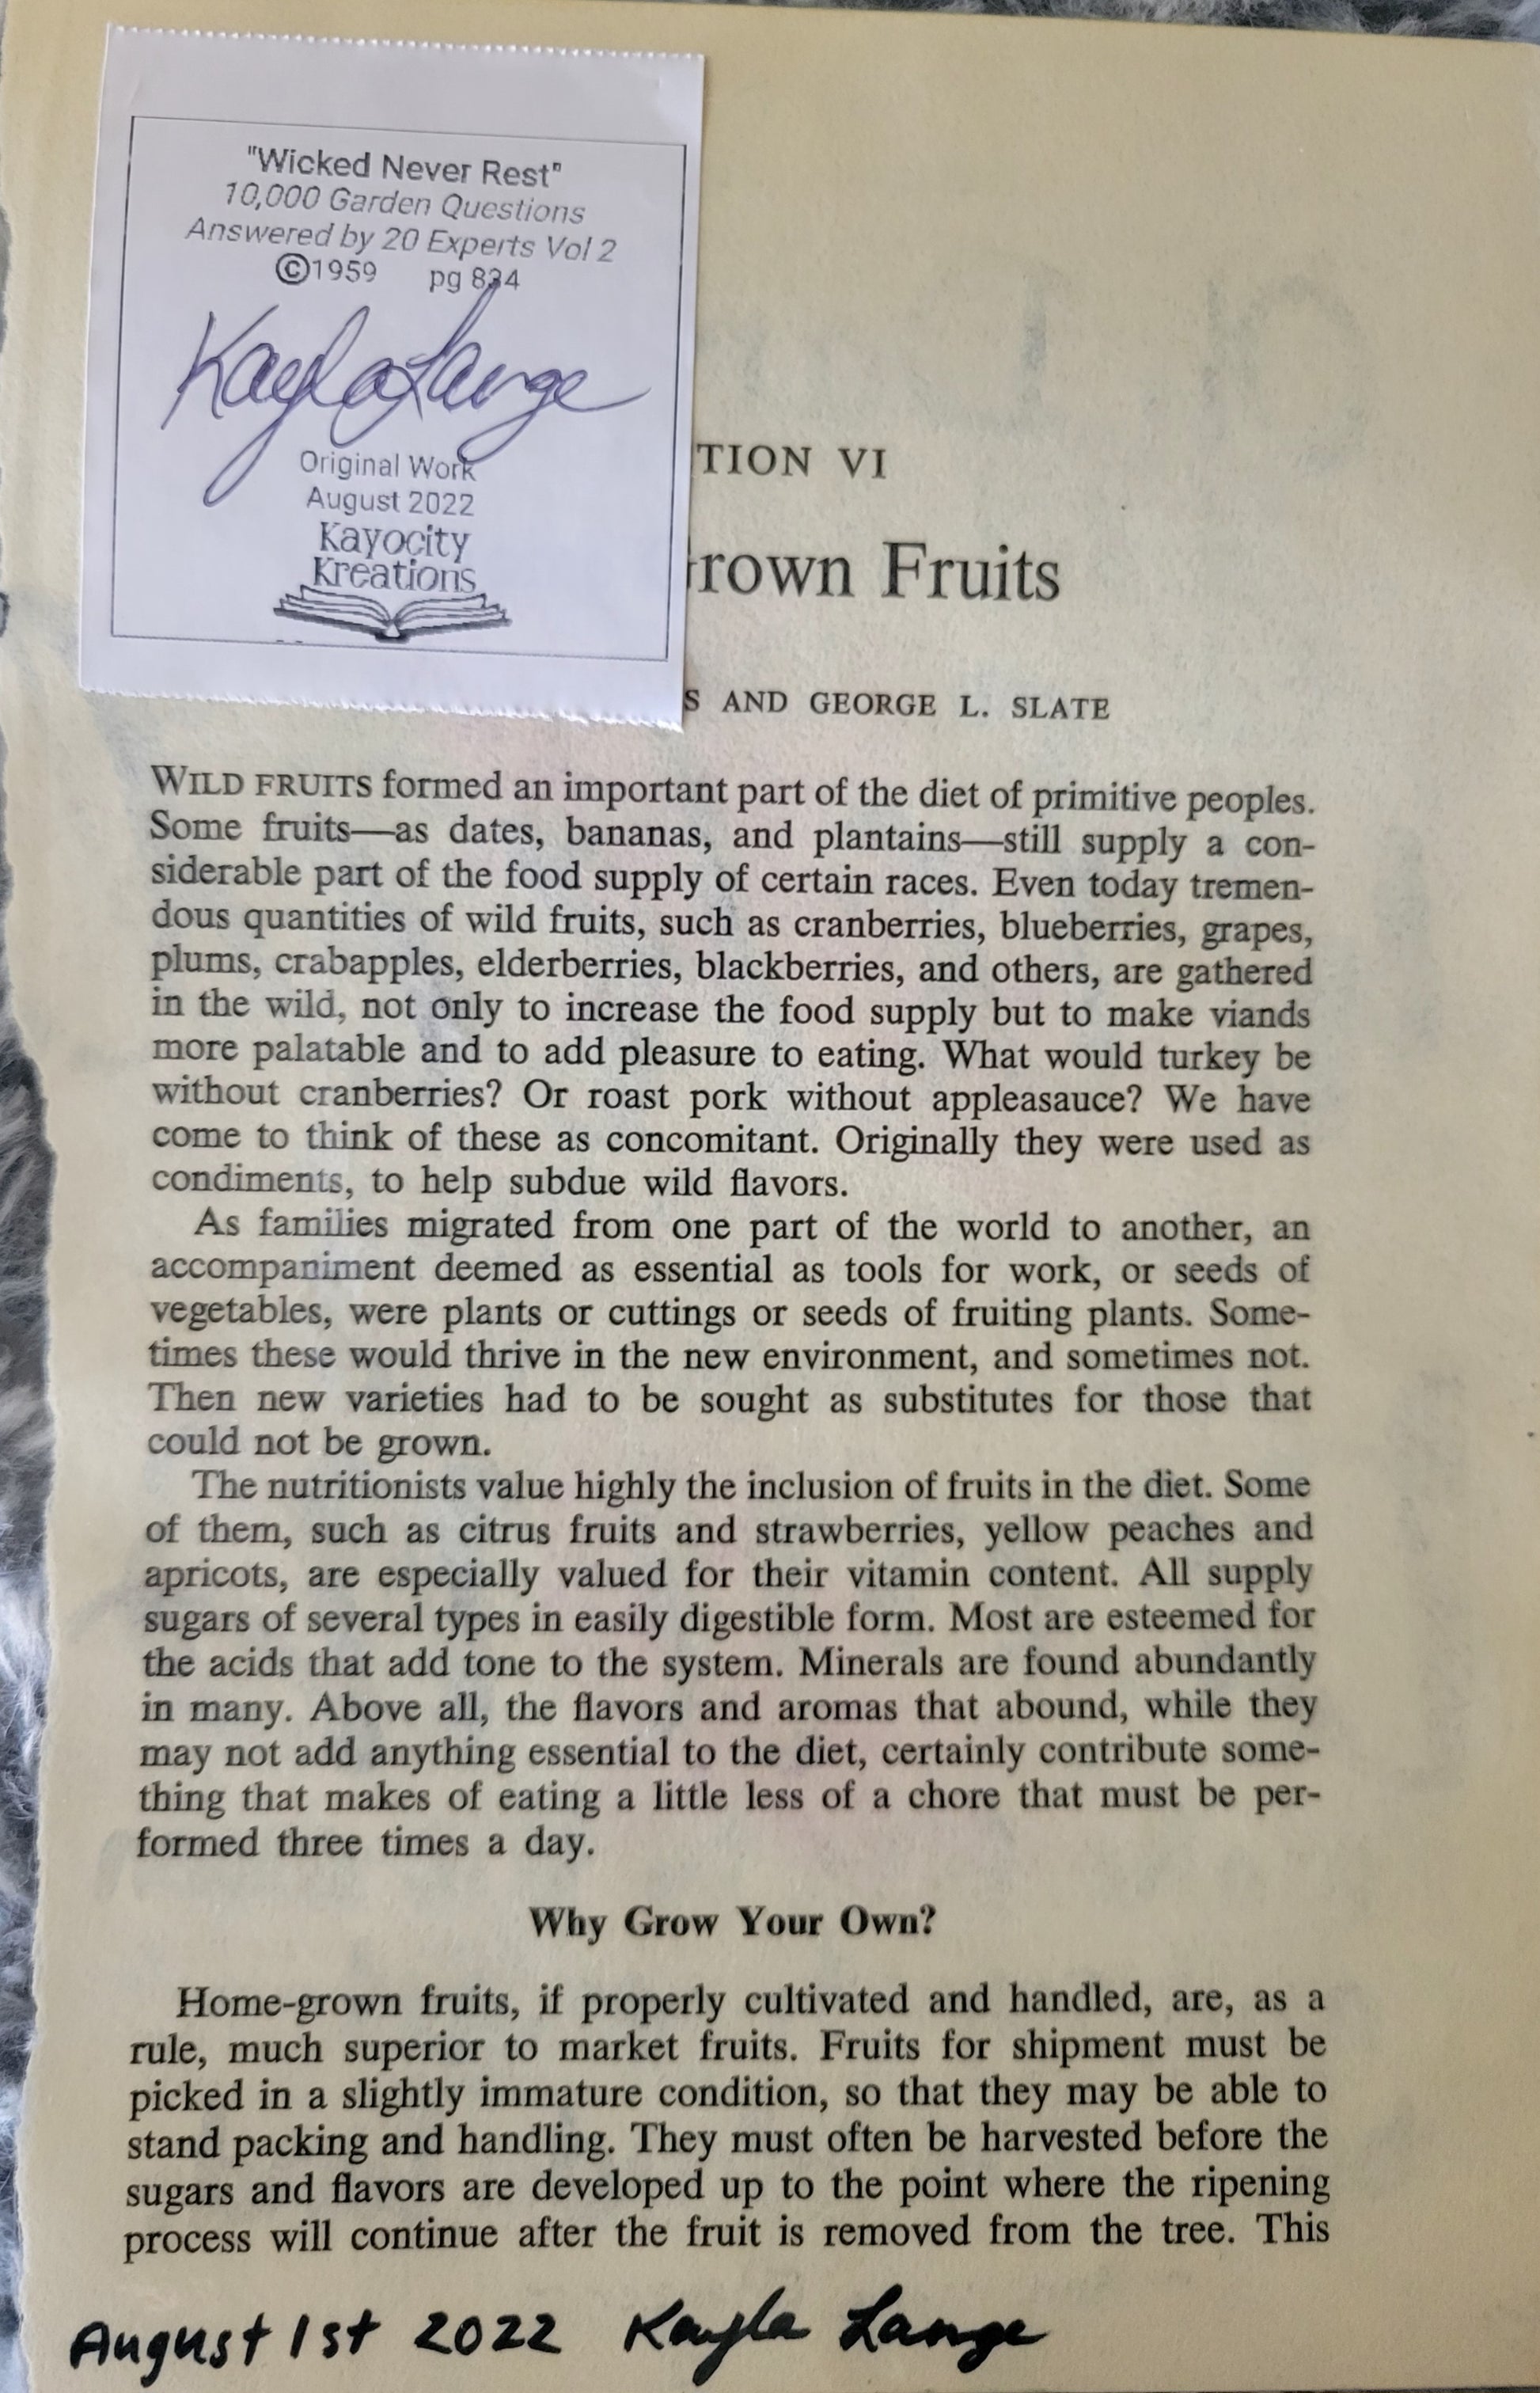 "Wicked Never Rest"
10,000 Garden Questions
Answered by 20 Experts Vol 2
©1959 pg 834
Kayla Lange
Original Work
August 2022
Kayocity
Kreations
TION VI
rown Fruits
S AND GEORGE L. SLATE
WILD FRUITS formed an important part of the diet of primitive peoples.
Some fruits—as dates, bananas, and plantains—still supply a con-
siderable part of the food supply of certain races. Even today tremen-
dous quantities of wild fruits, such as cranberries, blueberries, grapes,
plums, crabapples, elderberries, blackberries, and others, are gathered
in the wild, not only to increase the food supply but to make viands
more palatable and to add pleasure to eating. What would turkey be
without cranberries? Or roast pork without appleasauce? We have
come to think of these as concomitant. Originally they were used as
condiments, to help subdue wild flavors.
As families migrated from one part of the world to another, an
accompaniment deemed as essential as tools for work, or seeds of
vegetables, were plants or cuttings or seeds of fruiting plants. Some-
times these would thrive in the new environment, and sometimes not.
Then new varieties had to be sought as substitutes for those that
could not be grown.
The nutritionists value highly the inclusion of fruits in the diet. Some
of them, such as citrus fruits and strawberries, yellow peaches and
apricots, are especially valued for their vitamin content. All supply
sugars of several types in easily digestible form. Most are esteemed for
the acids that add tone to the system. Minerals are found abundantly
in many. Above all, the flavors and aromas that abound, while they
may not add anything essential to the diet, certainly contribute some-
thing that makes of eating a little less of a chore that must be per-
formed three times a day.
Why Grow Your Own?
Home-grown fruits, if properly cultivated and handled, are, as a
rule, much superior to market fruits. Fruits for shipment must be
picked in a slightly immature condition, so that they may be able to
stand packing and handling. They must often be harvested before the
sugars and flavors are developed up to the point where the ripening
process will continue after the fruit is removed from the tree. This
August 1st 2022 Kayla Lange